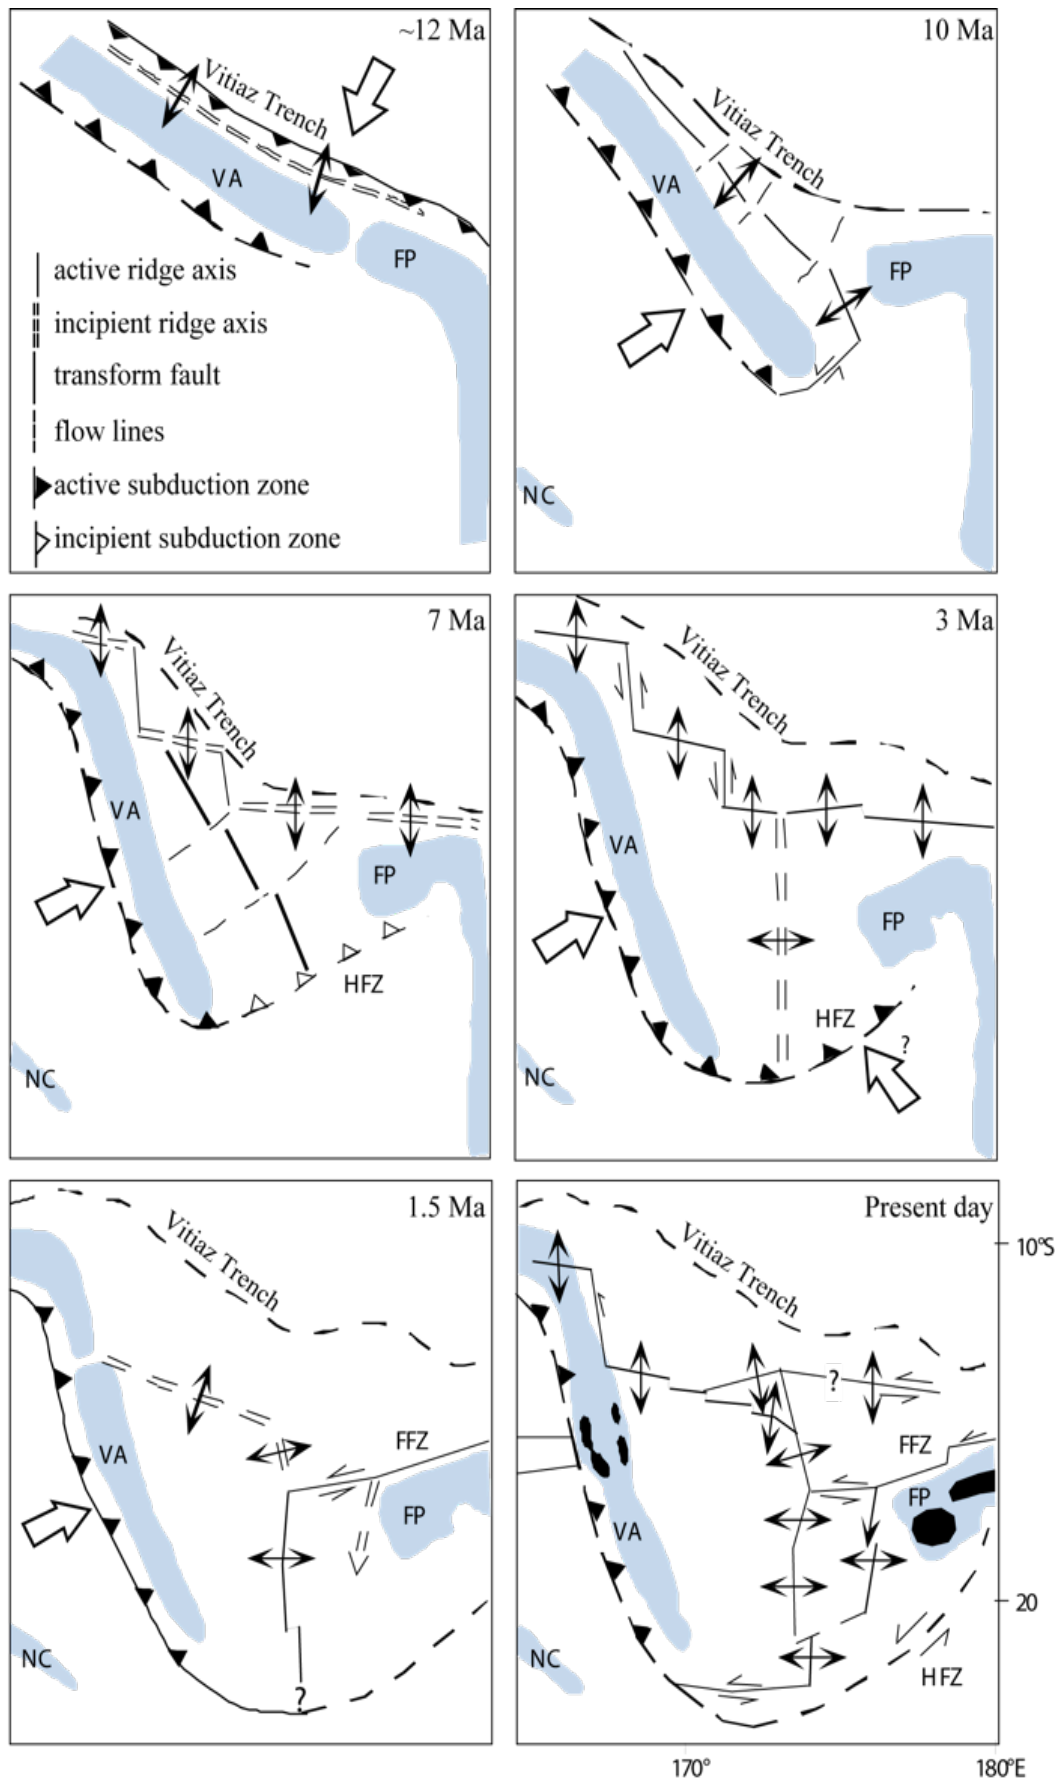 ~12 Ma
Vitiaz Trench
VA
FP
active ridge axis
incipient ridge axis
transform fault
flow lines
active subduction zone
incipient subduction zone
10 Ma
Vitiaz Trench
VA
FP
NC
7 Ma
Vitiaz Trench
VA
FP
HFZ
NC
3 Ma
Vitiaz Trench
VA
FP
HFZ
?
NC
1.5 Ma
Vitiaz Trench
FFZ
VA
FP
NC
?
Present day
10°S
Vitiaz Trench
?
FFZ
FP
VA
20
NC
HFZ
170°
180°E